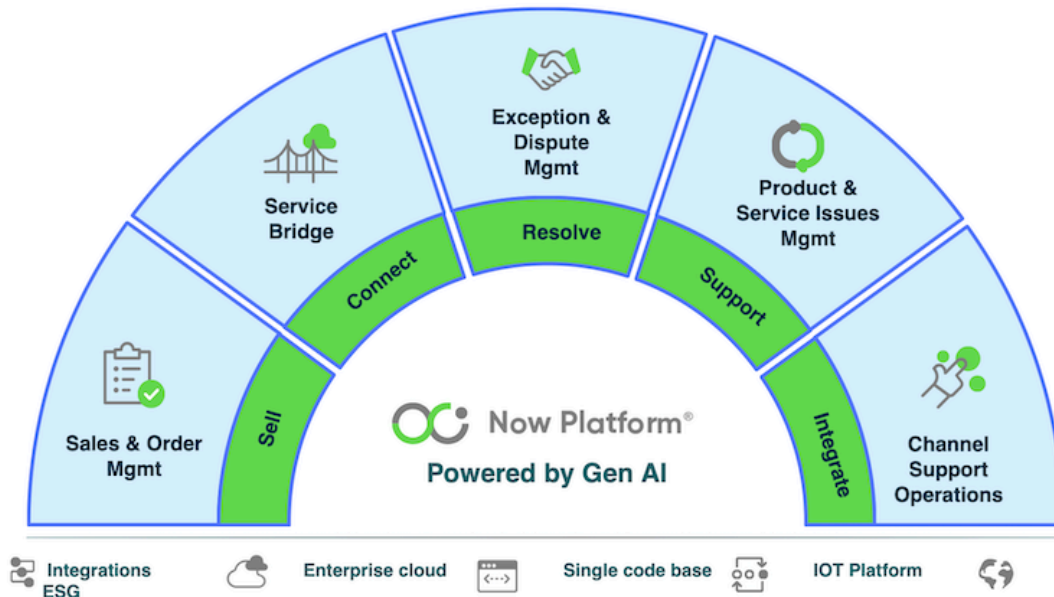 Exception &
Dispute
Mgmt
Service
Bridge
Product &
Service Issues
Mgmt
Resolve
Connect
Support
Sales & Order
Mgmt
Sell
Now Platform®
Powered by Gen AI
Integrate
Channel
Support
Operations
Integrations
ESG
Enterprise cloud
Single code base
IOT Platform